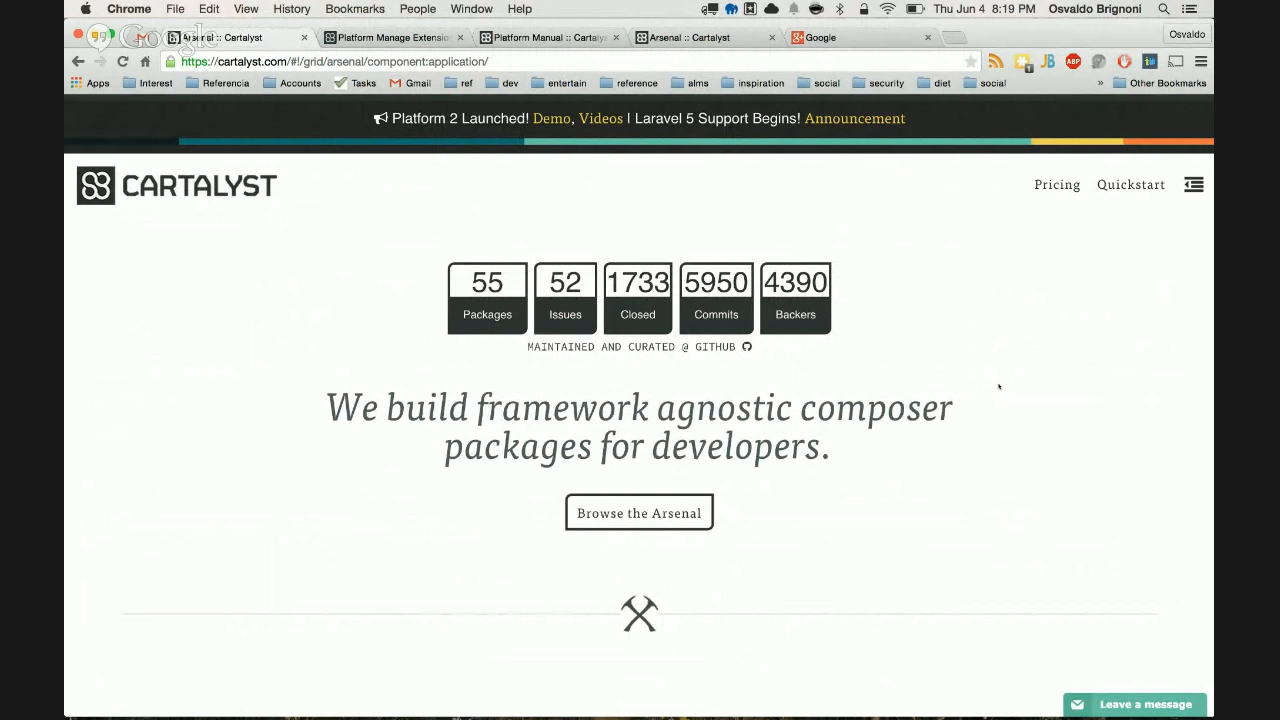 Chrome File Edit View History Bookmarks People Window Help Thu Jun 4 8:19 PM Osvaldo Brignoni
Google
Arsenal :: Cartalyst Platform Manage Extensio Platform Manual :: Cartalys Arsenal :: Cartalyst Google Osvaldo
https://cartalyst.com/#!/grid/arsenal/component:application/
Apps Interest Referencia Accounts Tasks Gmail ref dev entertain reference alms inspiration social security diet social » Other Bookmarks
Platform 2 Launched! Demo, Videos | Laravel 5 Support Begins! Announcement
CARTALYST
Pricing Quickstart
55 52 1733 5950 4390
Packages Issues Closed Commits Backers
MAINTAINED AND CURATED @ GITHUB
We build framework agnostic composer
packages for developers.
Browse the Arsenal
Leave a message